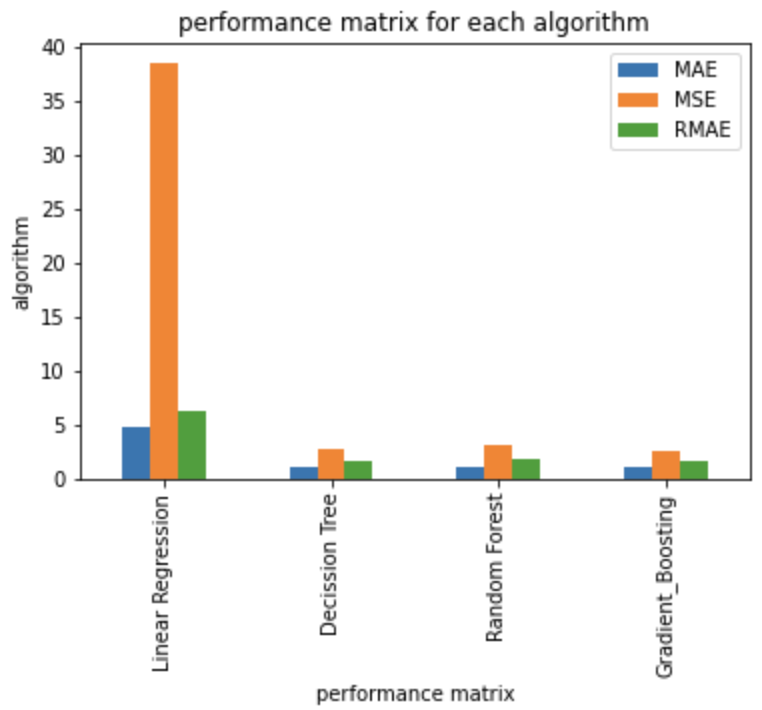 performance matrix for each algorithm
MAE
MSE
RMAE
40
35
30
25
20
15
10
5
0
algorithm
Linear Regression
Decission Tree
Random Forest
Gradient_Boosting
performance matrix